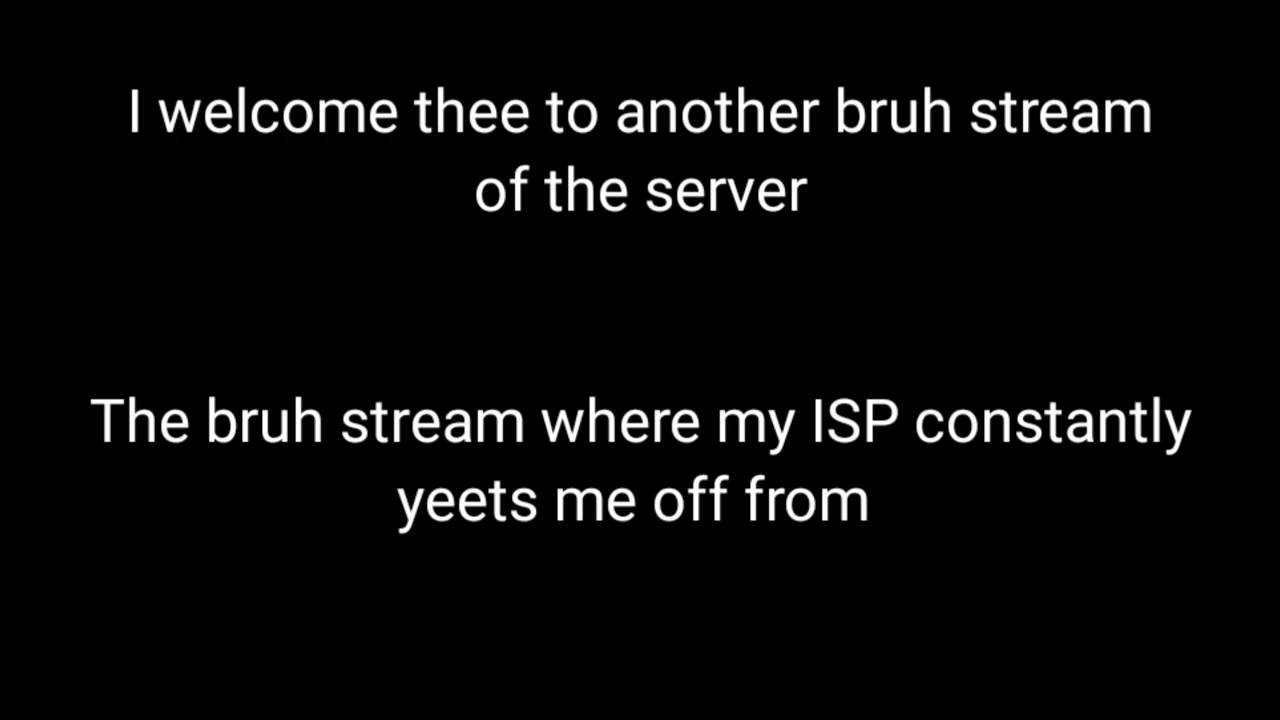 I welcome thee to another bruh stream
of the server
The bruh stream where my ISP constantly
yeets me off from